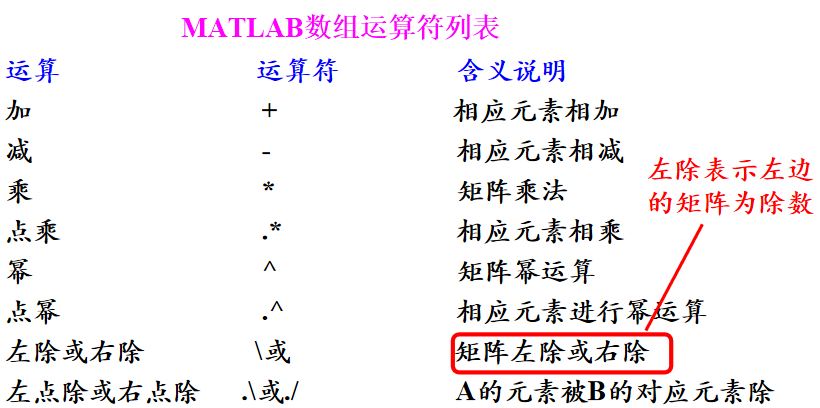 MATLAB数组运算符列表
运算 运算符 含义说明
加 + 相应元素相加
减 - 相应元素相减
乘 * 矩阵乘法
点乘 .* 相应元素相乘
幂 ^ 矩阵幂运算
点幂 .^ 相应元素进行幂运算
左除或右除 \或 矩阵左除或右除
左点除或右点除 .\或./ A的元素被B的对应元素除
左除表示左边
的矩阵为除数